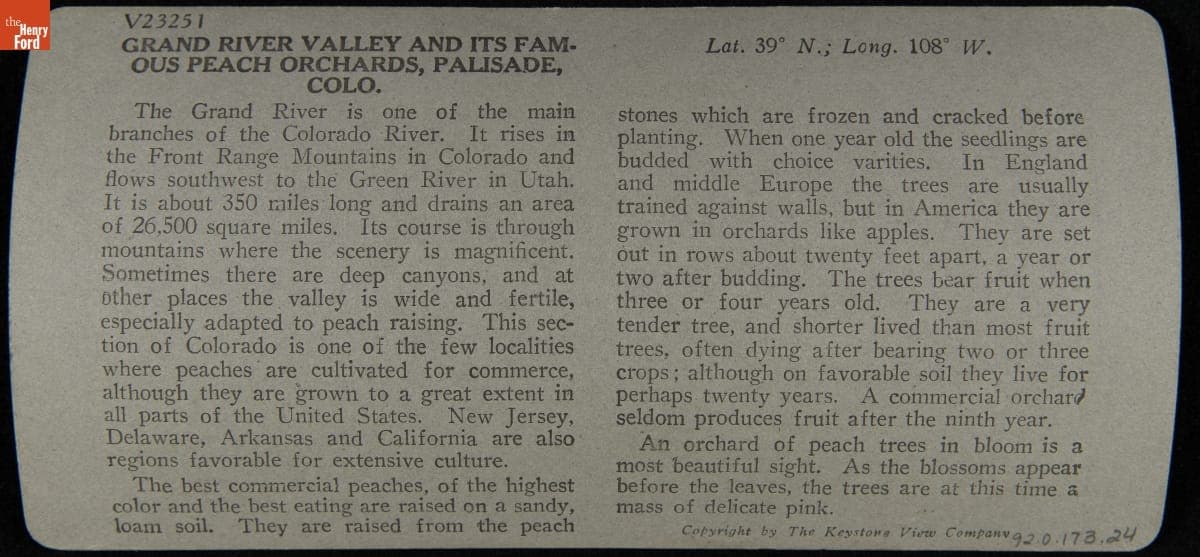 the
Henry
Ford
V23251
GRAND RIVER VALLEY AND ITS FAM-
OUS PEACH ORCHARDS, PALISADE,
COLO.
The Grand River is one of the main
branches of the Colorado River. It rises in
the Front Range Mountains in Colorado and
flows southwest to the Green River in Utah.
It is about 350 miles long and drains an area
of 26,500 square miles. Its course is through
mountains where the scenery is magnificent.
Sometimes there are deep canyons, and at
other places the valley is wide and fertile,
especially adapted to peach raising. This sec-
tion of Colorado is one of the few localities
where peaches are cultivated for commerce,
although they are grown to a great extent in
all parts of the United States. New Jersey,
Delaware, Arkansas and California are also
regions favorable for extensive culture.
The best commercial peaches, of the highest
color and the best eating are raised on a sandy,
loam soil. They are raised from the peach
Lat. 39° N.; Long. 108° W.
stones which are frozen and cracked before
planting. When one year old the seedlings are
budded with choice varities. In England
and middle Europe the trees are usually
trained against walls, but in America they are
grown in orchards like apples. They are set
out in rows about twenty feet apart, a year or
two after budding. The trees bear fruit when
three or four years old. They are a very
tender tree, and shorter lived than most fruit
trees, often dying after bearing two or three
crops; although on favorable soil they live for
perhaps twenty years. A commercial orchard
seldom produces fruit after the ninth year.
An orchard of peach trees in bloom is a
most beautiful sight. As the blossoms appear
before the leaves, the trees are at this time a
mass of delicate pink.
Copyright by The Keystone View Company
92.0.173.24